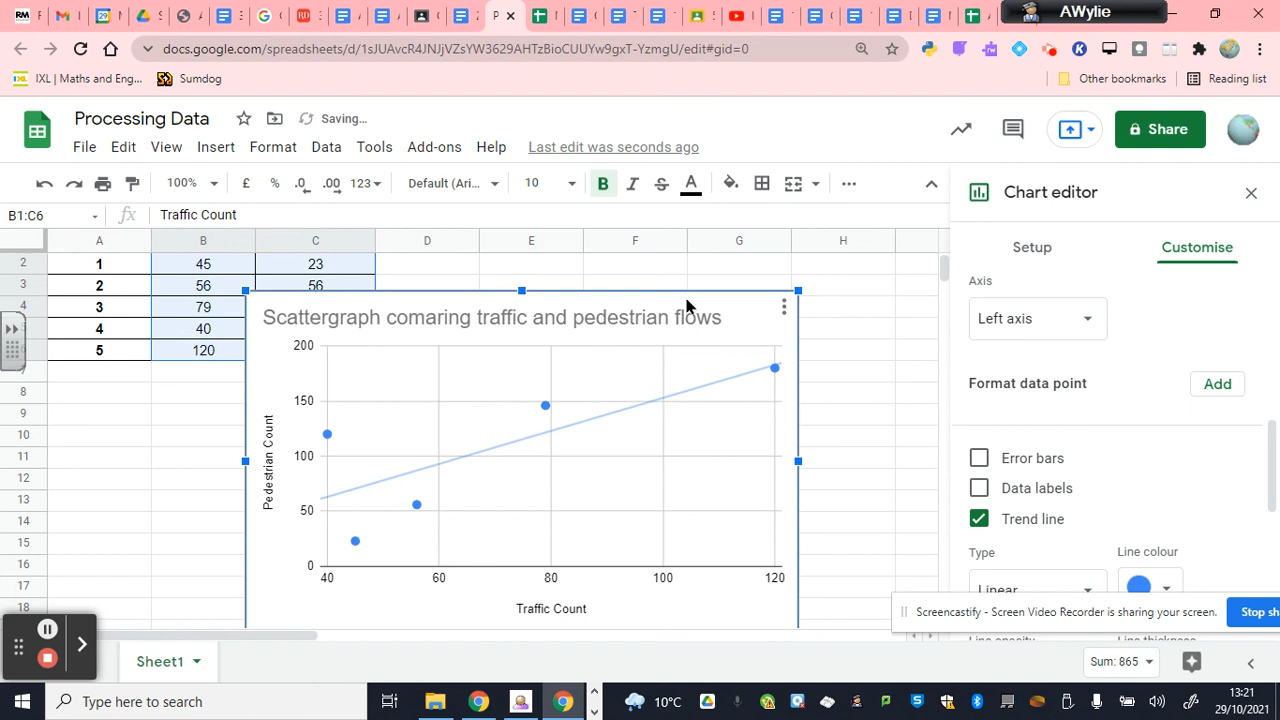 AWylie
docs.google.com/spreadsheets/d/1sJUAvcR4JNJjVZsYW3629AHTzBioCUUYw9gxT-YzmgU/edit#gid=0
IXL | Maths and Eng... Sumdog Other bookmarks Reading list
Processing Data Saving... Share
File Edit View Insert Format Data Tools Add-ons Help Last edit was seconds ago
100% £ % .0 .00 123 Default (Ari... 10 B I S A
B1:C6 fx Traffic Count
A B C D E F G H
2 1 45 23
3 2 56 56
4 3 79
4 40
5 120
7
8
9
10
11
12
13
14
15
16
17
18
Scattergraph comaring traffic and pedestrian flows
200
150
100
50
0
40 60 80 100 120
Pedestrian Count
Traffic Count
Chart editor
Setup Customise
Axis
Left axis
Format data point Add
Error bars
Data labels
Trend line
Type Line colour
Linear
Screencastify - Screen Video Recorder is sharing your screen. Stop sh
Line opacity Line thickness
Sheet1 Sum: 865
Type here to search 10°C 13:21
29/10/2021